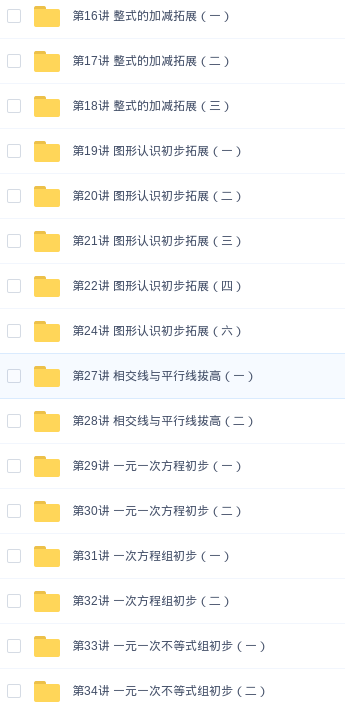 第16讲 整式的加减拓展（一）
第17讲 整式的加减拓展（二）
第18讲 整式的加减拓展（三）
第19讲 图形认识初步拓展（一）
第20讲 图形认识初步拓展（二）
第21讲 图形认识初步拓展（三）
第22讲 图形认识初步拓展（四）
第24讲 图形认识初步拓展（六）
第27讲 相交线与平行线拔高（一）
第28讲 相交线与平行线拔高（二）
第29讲 一元一次方程初步（一）
第30讲 一元一次方程初步（二）
第31讲 一次方程组初步（一）
第32讲 一次方程组初步（二）
第33讲 一元一次不等式组初步（一）
第34讲 一元一次不等式组初步（二）